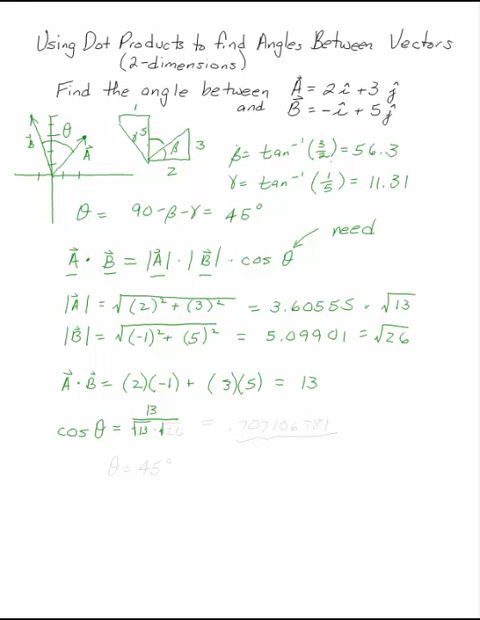 Using Dot Products to find Angles Between Vectors
(2-dimensions)
Find the angle between A⃗ = 2î + 3ĵ
and B⃗ = -î + 5ĵ
B⃗ θ A⃗
1
γ 5 β 3
2
β = tan⁻¹(3/2) = 56.3
γ = tan⁻¹(1/5) = 11.31
θ = 90-β-γ = 45°
need
A⃗ · B⃗ = |A⃗| · |B⃗| · cos θ
|A⃗| = √(2)² + (3)² = 3.60555 · √13
|B⃗| = √(-1)² + (5)² = 5.09901 = √26
A⃗·B⃗ = (2)(-1) + (3)(5) = 13
cos θ = 13/√13 · √26 = .707106781
θ = 45°